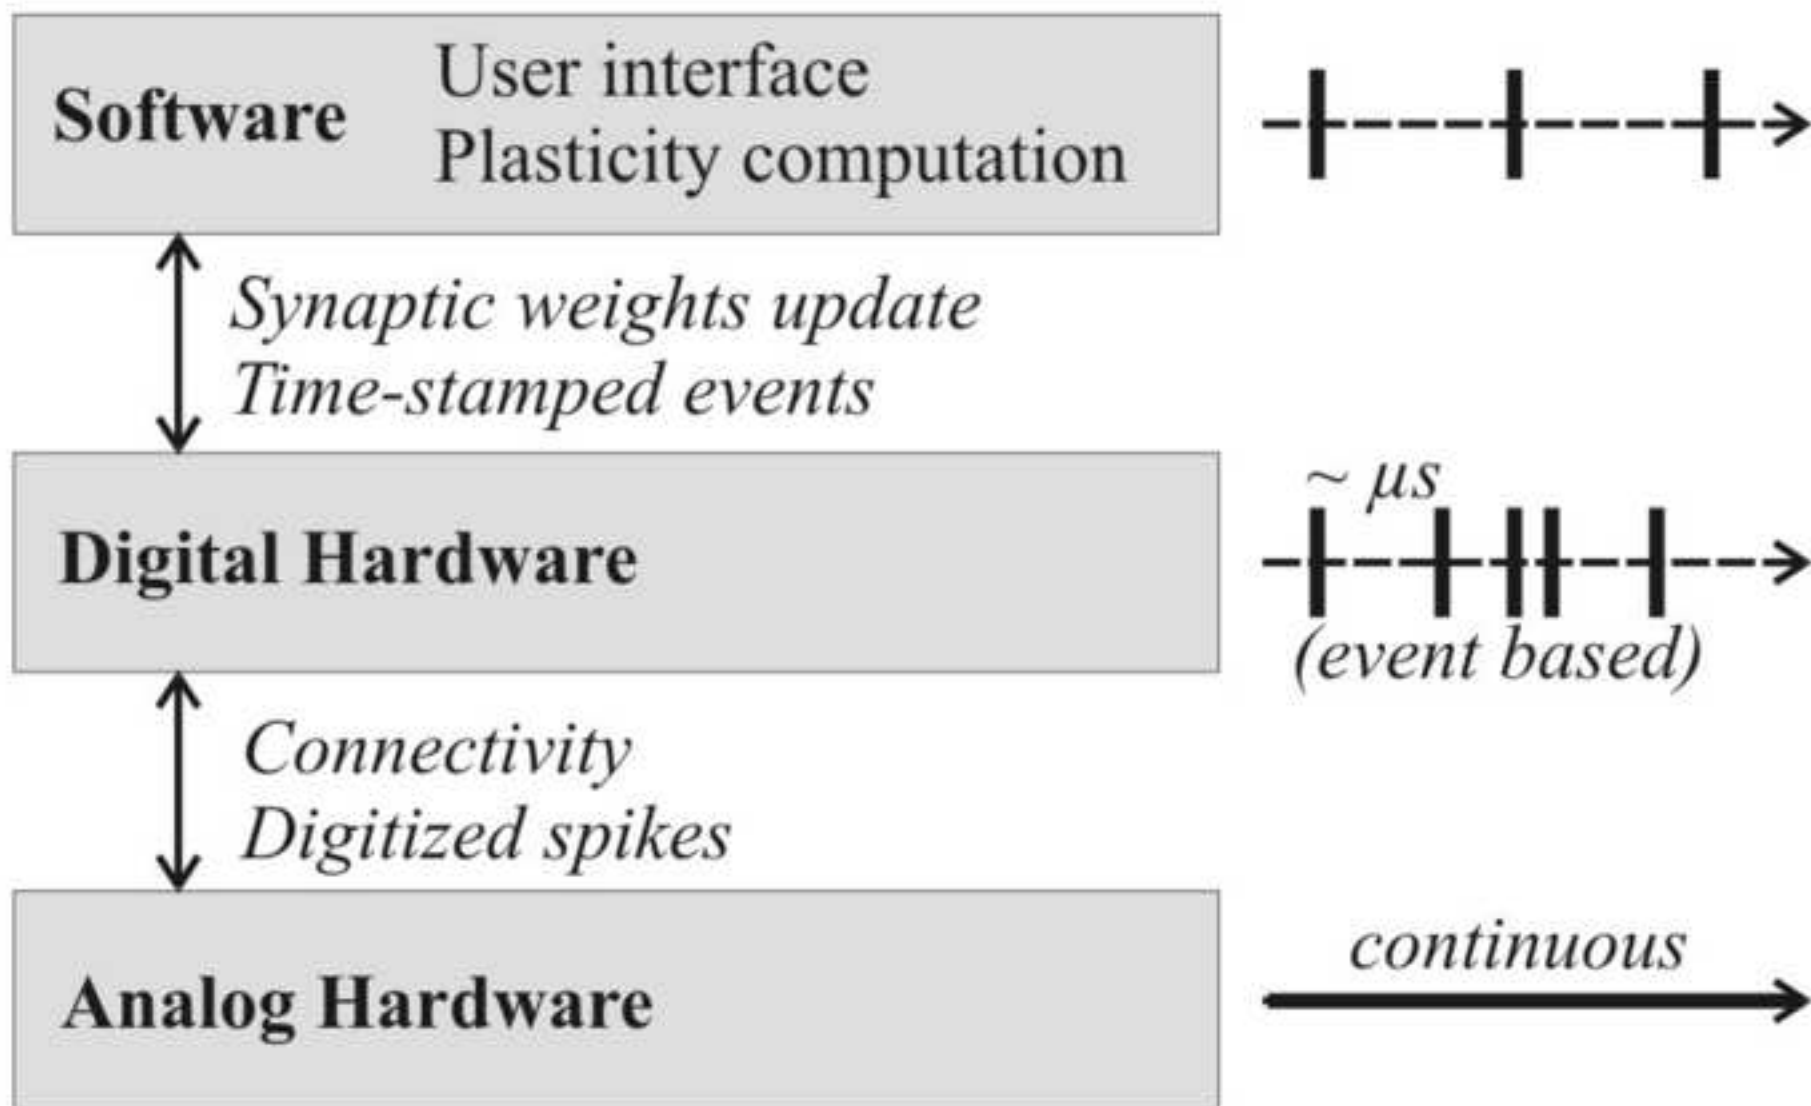 Software
User interface
Plasticity computation
Synaptic weights update
Time-stamped events
Digital Hardware
~ μs
(event based)
Connectivity
Digitized spikes
Analog Hardware
continuous